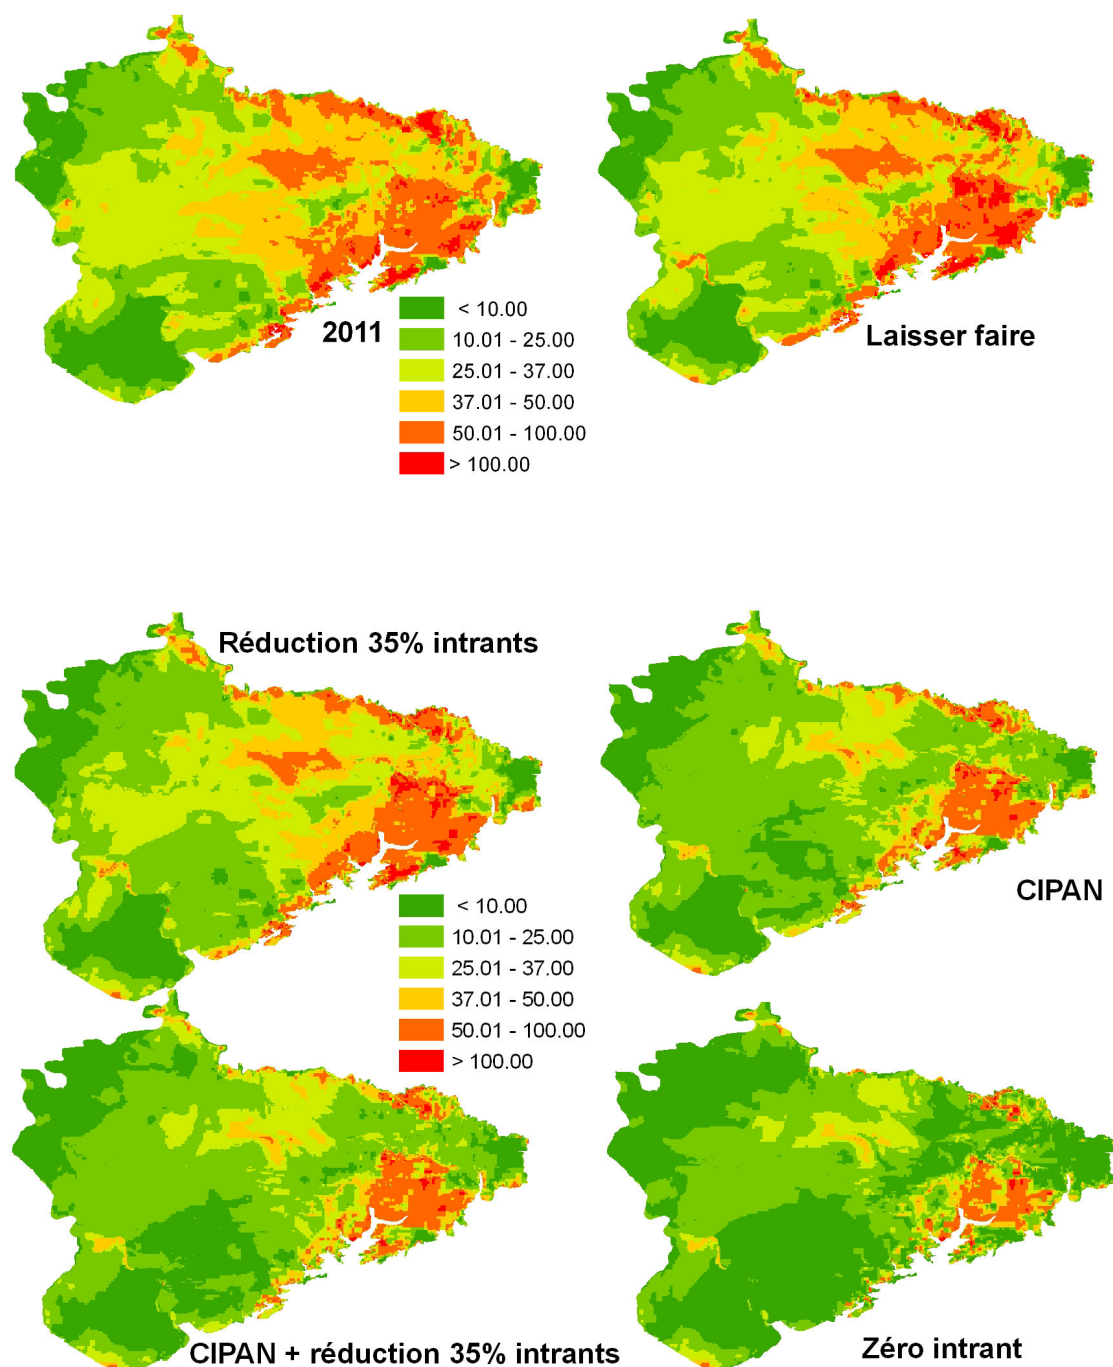 2011
< 10.00
10.01 - 25.00
25.01 - 37.00
37.01 - 50.00
50.01 - 100.00
> 100.00
Laisser faire
Réduction 35% intrants
CIPAN
< 10.00
10.01 - 25.00
25.01 - 37.00
37.01 - 50.00
50.01 - 100.00
> 100.00
CIPAN + réduction 35% intrants
Zéro intrant